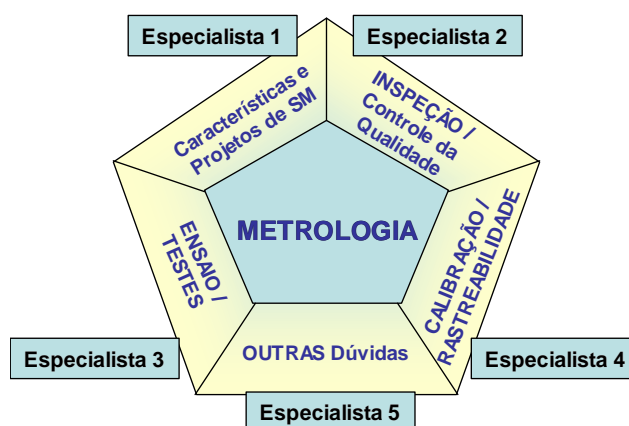 Especialista 1
Especialista 2
Características e
Projetos de SM
INSPEÇÃO /
Controle da
Qualidade
METROLOGIA
ENSAIO /
TESTES
CALIBRAÇÃO /
RASTREABILIDADE
OUTRAS Dúvidas
Especialista 3
Especialista 4
Especialista 5